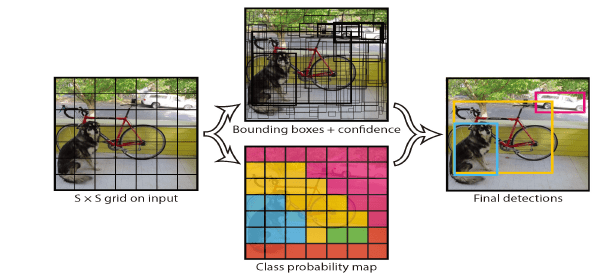 Bounding boxes + confidence
S × S grid on input
Final detections
Class probability map